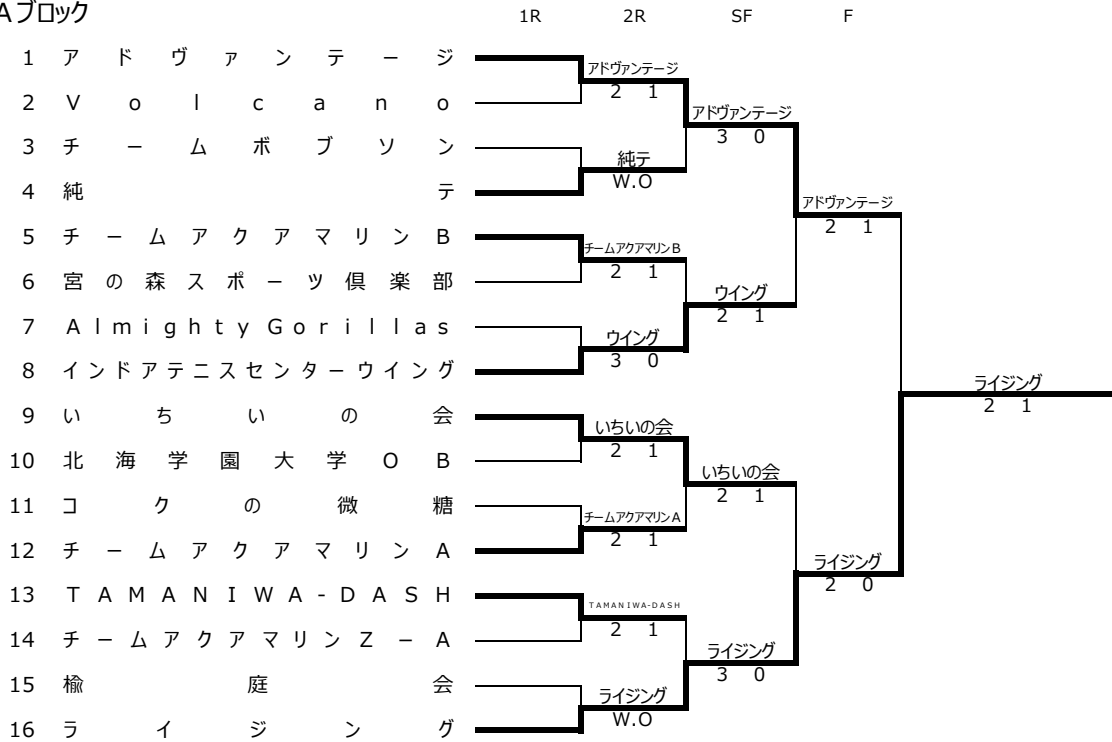 Aブロック
1R 2R SF F
1 アドヴァンテージ
アドヴァンテージ
2 1
2 Volcano
アドヴァンテージ
3 0
3 チームボブソン
純テ
W.O
4 純テ
アドヴァンテージ
2 1
5 チームアクアマリンB
チームアクアマリンB
2 1
6 宮の森スポーツ倶楽部
ウイング
2 1
7 AlmightyGorillas
ウイング
3 0
8 インドアテニスセンターウイング
ライジング
2 1
9 いちいの会
いちいの会
2 1
10 北海学園大学OB
いちいの会
2 1
11 コクの微糖
チームアクアマリンA
2 1
12 チームアクアマリンA
ライジング
2 0
13 TAMANIWA-DASH
TAMANIWA-DASH
2 1
14 チームアクアマリンZ-A
ライジング
3 0
15 楡庭会
ライジング
W.O
16 ライジング